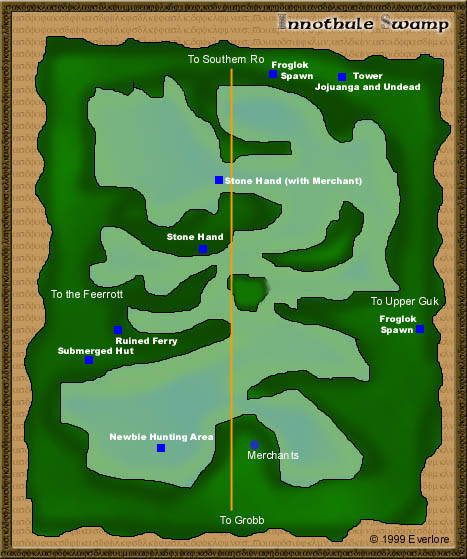 Innothule Swamp
To Southern Ro
Froglok
Spawn
Tower
Jojuanga and Undead
Stone Hand (with Merchant)
Stone Hand
To the Feerrott
To Upper Guk
Froglok
Spawn
Ruined Ferry
Submerged Hut
Newbie Hunting Area
Merchants
To Grobb
© 1999 Everlore